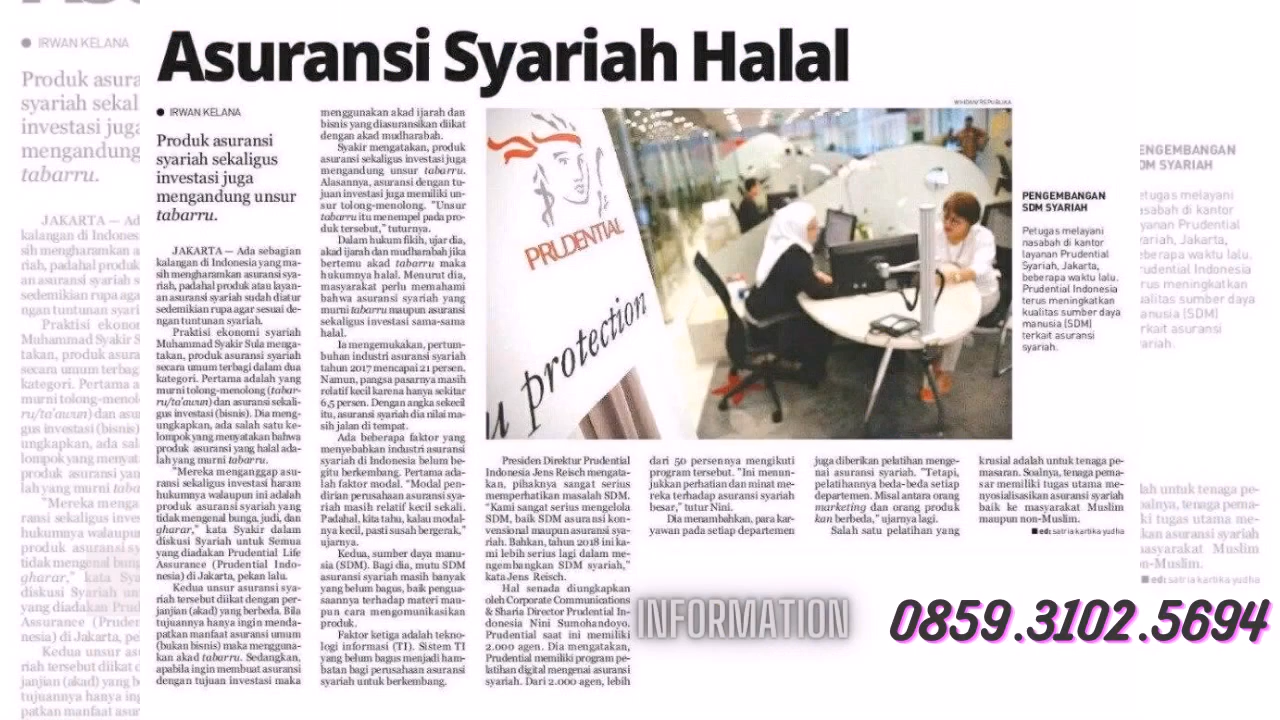 Asuransi Syariah Halal
● IRWAN KELANA
Produk asuransi
syariah sekaligus
investasi juga
mengandung unsur
tabarru.
JAKARTA — Ada sebagian
kalangan di Indonesia yang ma-
sih mengharamkan asuransi sya-
riah, padahal produk atau layan-
an asuransi syariah sudah diatur
sedemikian rupa agar sesuai de-
ngan tuntunan syariah.
Praktisi ekonomi syariah
Muhammad Syakir Sula menga-
takan, produk asuransi syariah
secara umum terbagi dalam dua
kategori. Pertama adalah yang
murni tolong-menolong (tabar-
ru/ta'awun) dan asuransi sekali-
gus investasi (bisnis). Dia meng-
ungkapkan, ada salah satu ke-
lompok yang menyatakan bahwa
produk asuransi yang halal ada-
lah yang murni tabarru.
"Mereka menganggap asu-
ransi sekaligus investasi haram
hukumnya walaupun ini adalah
produk asuransi syariah yang
tidak mengenal bunga, judi, dan
gharar," kata Syakir dalam
diskusi Syariah untuk Semua
yang diadakan Prudential Life
Assurance (Prudential Indo-
nesia) di Jakarta, pekan lalu.
Kedua unsur asuransi sya-
riah tersebut diikat dengan per-
janjian (akad) yang berbeda. Bila
tujuannya hanya ingin menda-
patkan manfaat asuransi umum
(bukan bisnis) maka mengguna-
kan akad tabarru. Sedangkan,
apabila ingin membuat asuransi
dengan tujuan investasi maka
menggunakan akad ijarah dan
bisnis yang diasuransikan diikat
dengan akad mudharabah.
Syakir mengatakan, produk
asuransi sekaligus investasi juga
mengandung unsur tabarru.
Alasannya, asuransi dengan tu-
juan investasi juga memiliki un-
sur tolong-menolong. "Unsur
tabarru itu menempel pada pro-
duk tersebut," tuturnya.
Dalam hukum fikih, ujar dia,
akad ijarah dan mudharabah jika
bertemu akad tabarru maka
hukumnya halal. Menurut dia,
masyarakat perlu memahami
bahwa asuransi syariah yang
murni tabarru maupun asuransi
sekaligus investasi sama-sama
halal.
Ia mengemukakan, pertum-
buhan industri asuransi syariah
tahun 2017 mencapai 21 persen.
Namun, pangsa pasarnya masih
relatif kecil karena hanya sekitar
6,5 persen. Dengan angka sekecil
itu, asuransi syariah dia nilai ma-
sih jalan di tempat.
Ada beberapa faktor yang
menyebabkan industri asuransi
syariah di Indonesia belum be-
gitu berkembang. Pertama ada-
lah faktor modal. "Modal pen-
dirian perusahaan asuransi sya-
riah masih relatif kecil sekali.
Padahal, kita tahu, kalau modal-
nya kecil, pasti susah bergerak,"
ujarnya.
Kedua, sumber daya manu-
sia (SDM). Bagi dia, mutu SDM
asuransi syariah masih banyak
yang belum bagus, baik pengua-
saannya terhadap materi mau-
pun cara mengomunikasikan
produk.
Faktor ketiga adalah tekno-
logi informasi (TI). Sistem TI
yang belum bagus menjadi ham-
batan bagi perusahaan asuransi
syariah untuk berkembang.
WIHDAN/ REPUBLIKA
PRUDENTIAL
u protection
PENGEMBANGAN
SDM SYARIAH
Petugas melayani
nasabah di kantor
layanan Prudential
Syariah, Jakarta,
beberapa waktu lalu.
Prudential Indonesia
terus meningkatkan
kualitas sumber daya
manusia (SDM)
terkait asuransi
syariah.
Presiden Direktur Prudential
Indonesia Jens Reisch mengata-
kan, pihaknya sangat serius
memperhatikan masalah SDM.
"Kami sangat serius mengelola
SDM, baik SDM asuransi kon-
vensional maupun asuransi sya-
riah. Bahkan, tahun 2018 ini ka-
mi lebih serius lagi dalam me-
ngembangkan SDM syariah,"
kata Jens Reisch.
Hal senada diungkapkan
oleh Corporate Communications
& Sharia Director Prudential In-
donesia Nini Sumohandoyo.
Prudential saat ini memiliki
2.000 agen. Dia mengatakan,
Prudential memiliki program pe-
latihan digital mengenai asuransi
syariah. Dari 2.000 agen, lebih
dari 50 persennya mengikuti
program tersebut. "Ini menun-
jukkan perhatian dan minat me-
reka terhadap asuransi syariah
besar," tutur Nini.
Dia menambahkan, para kar-
yawan pada setiap departemen
juga diberikan pelatihan menge-
nai asuransi syariah. "Tetapi,
pelatihannya beda-beda setiap
departemen. Misal antara orang
marketing dan orang produk
kan berbeda," ujarnya lagi.
Salah satu pelatihan yang
krusial adalah untuk tenaga pe-
masaran. Soalnya, tenaga pema-
sar memiliki tugas utama me-
nyosialisasikan asuransi syariah
baik ke masyarakat Muslim
maupun non-Muslim.
■ ed: satria kartika yudha
INFORMATION
0859.3102.5694